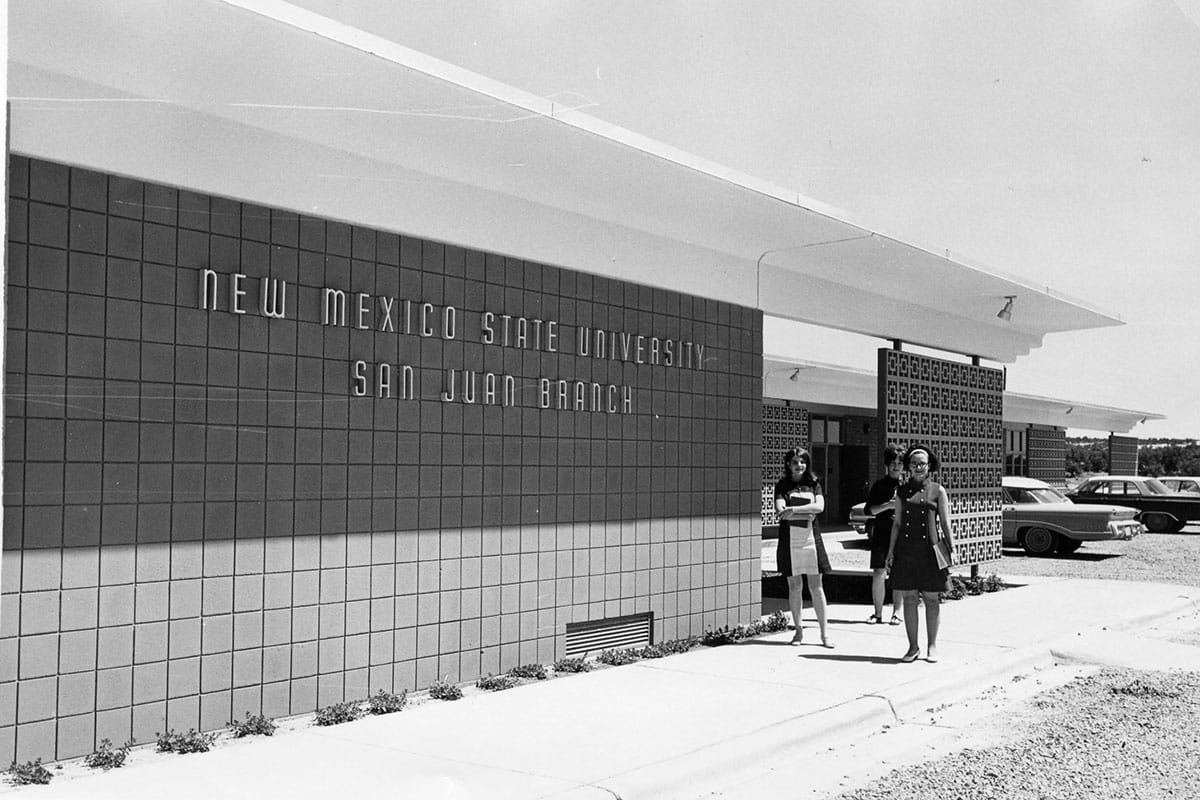 NEW MEXICO STATE UNIVERSITY
SAN JUAN BRANCH